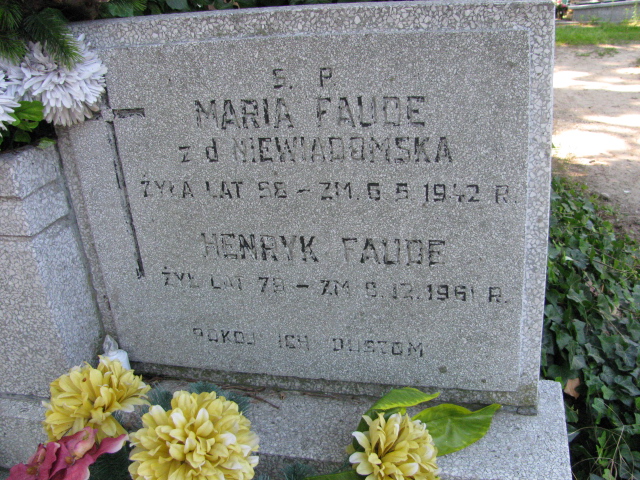 S. P
MARIA FAUDE
z d NIEWIADOMSKA
ŻYŁA LAT 58 - ZM. 6 5 1942 R.
HENRYK FAUDE
ŻYŁ LAT 78 - ZM 8.12.1961 R.
POKÓJ ICH DUSZOM